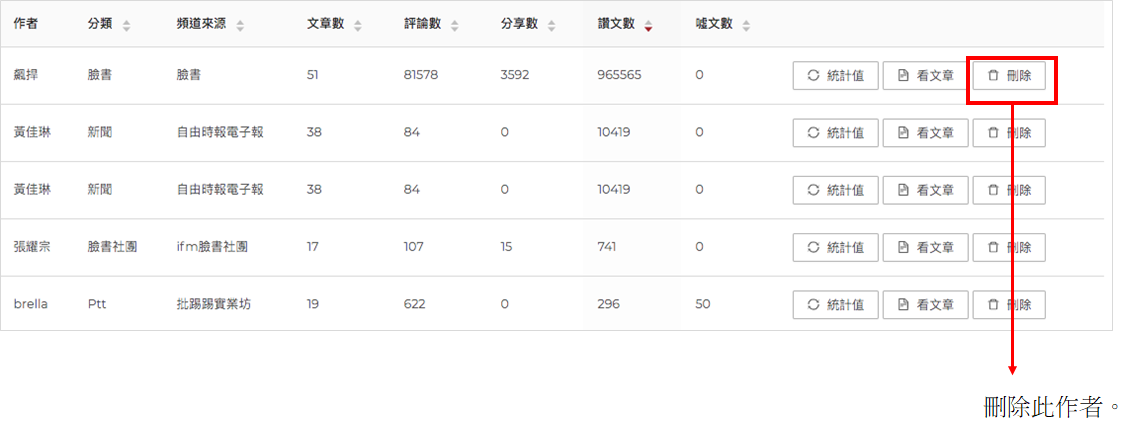 作者 分類 頻道來源 文章數 評論數 分享數 讚文數 噓文數
飆捍 臉書 臉書 51 81578 3592 965565 0 統計值 看文章 刪除
黃佳琳 新聞 自由時報電子報 38 84 0 10419 0 統計值 看文章 刪除
黃佳琳 新聞 自由時報電子報 38 84 0 10419 0 統計值 看文章 刪除
張耀宗 臉書社團 ifm臉書社團 17 107 15 741 0 統計值 看文章 刪除
brella Ptt 批踢踢實業坊 19 622 0 296 50 統計值 看文章 刪除
刪除此作者。